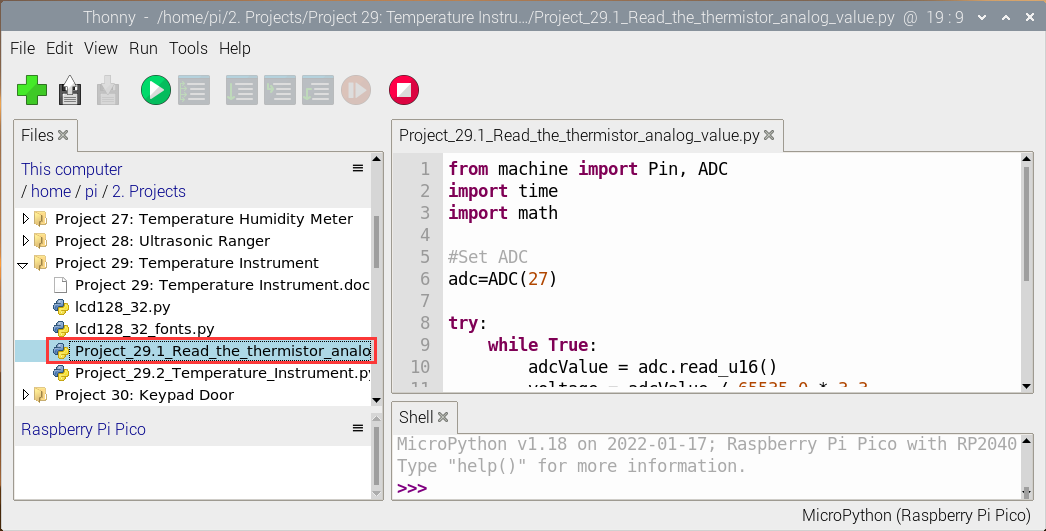 Thonny - /home/pi/2. Projects/Project 29: Temperature Instru…/Project_29.1_Read_the_thermistor_analog_value.py @ 19 : 9
File Edit View Run Tools Help
Files
This computer
/ home / pi / 2. Projects
Project 27: Temperature Humidity Meter
Project 28: Ultrasonic Ranger
Project 29: Temperature Instrument
Project 29: Temperature Instrument.doc
lcd128_32.py
lcd128_32_fonts.py
Project_29.1_Read_the_thermistor_analo
Project_29.2_Temperature_Instrument.py
Project 30: Keypad Door
Raspberry Pi Pico
Project_29.1_Read_the_thermistor_analog_value.py
1 from machine import Pin, ADC
2 import time
3 import math
4
5 #Set ADC
6 adc=ADC(27)
7
8 try:
9 while True:
10 adcValue = adc.read_u16()
11 voltage = adcValue / 65535.0 * 3.3
Shell
MicroPython v1.18 on 2022-01-17; Raspberry Pi Pico with RP2040
Type "help()" for more information.
>>>
MicroPython (Raspberry Pi Pico)